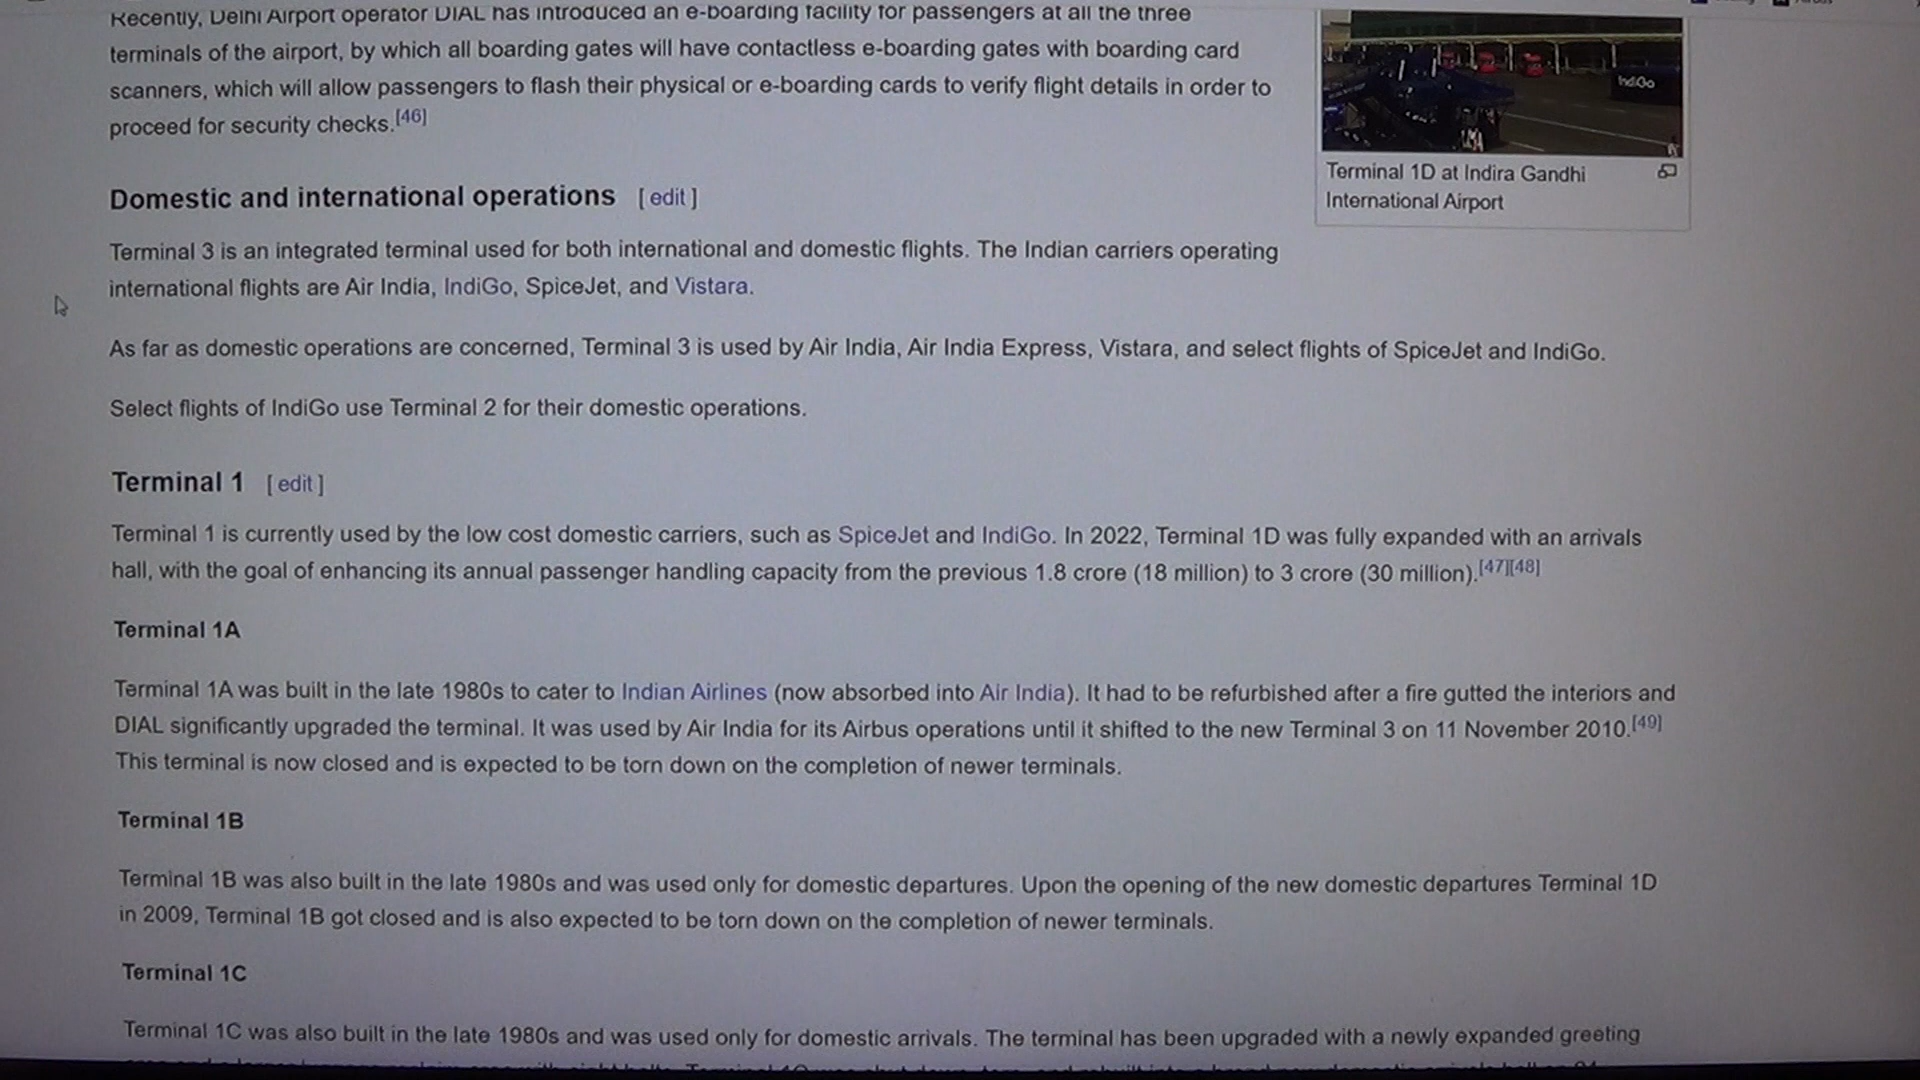 Recently, Delhi Airport operator DIAL has introduced an e-boarding facility for passengers at all the three
terminals of the airport, by which all boarding gates will have contactless e-boarding gates with boarding card
scanners, which will allow passengers to flash their physical or e-boarding cards to verify flight details in order to
proceed for security checks.[46]
IndiGo
Terminal 1D at Indira Gandhi
International Airport
Domestic and international operations [ edit ]
Terminal 3 is an integrated terminal used for both international and domestic flights. The Indian carriers operating
international flights are Air India, IndiGo, SpiceJet, and Vistara.
As far as domestic operations are concerned, Terminal 3 is used by Air India, Air India Express, Vistara, and select flights of SpiceJet and IndiGo.
Select flights of IndiGo use Terminal 2 for their domestic operations.
Terminal 1 [ edit ]
Terminal 1 is currently used by the low cost domestic carriers, such as SpiceJet and IndiGo. In 2022, Terminal 1D was fully expanded with an arrivals
hall, with the goal of enhancing its annual passenger handling capacity from the previous 1.8 crore (18 million) to 3 crore (30 million).[47][48]
Terminal 1A
Terminal 1A was built in the late 1980s to cater to Indian Airlines (now absorbed into Air India). It had to be refurbished after a fire gutted the interiors and
DIAL significantly upgraded the terminal. It was used by Air India for its Airbus operations until it shifted to the new Terminal 3 on 11 November 2010.[49]
This terminal is now closed and is expected to be torn down on the completion of newer terminals.
Terminal 1B
Terminal 1B was also built in the late 1980s and was used only for domestic departures. Upon the opening of the new domestic departures Terminal 1D
in 2009, Terminal 1B got closed and is also expected to be torn down on the completion of newer terminals.
Terminal 1C
Terminal 1C was also built in the late 1980s and was used only for domestic arrivals. The terminal has been upgraded with a newly expanded greeting